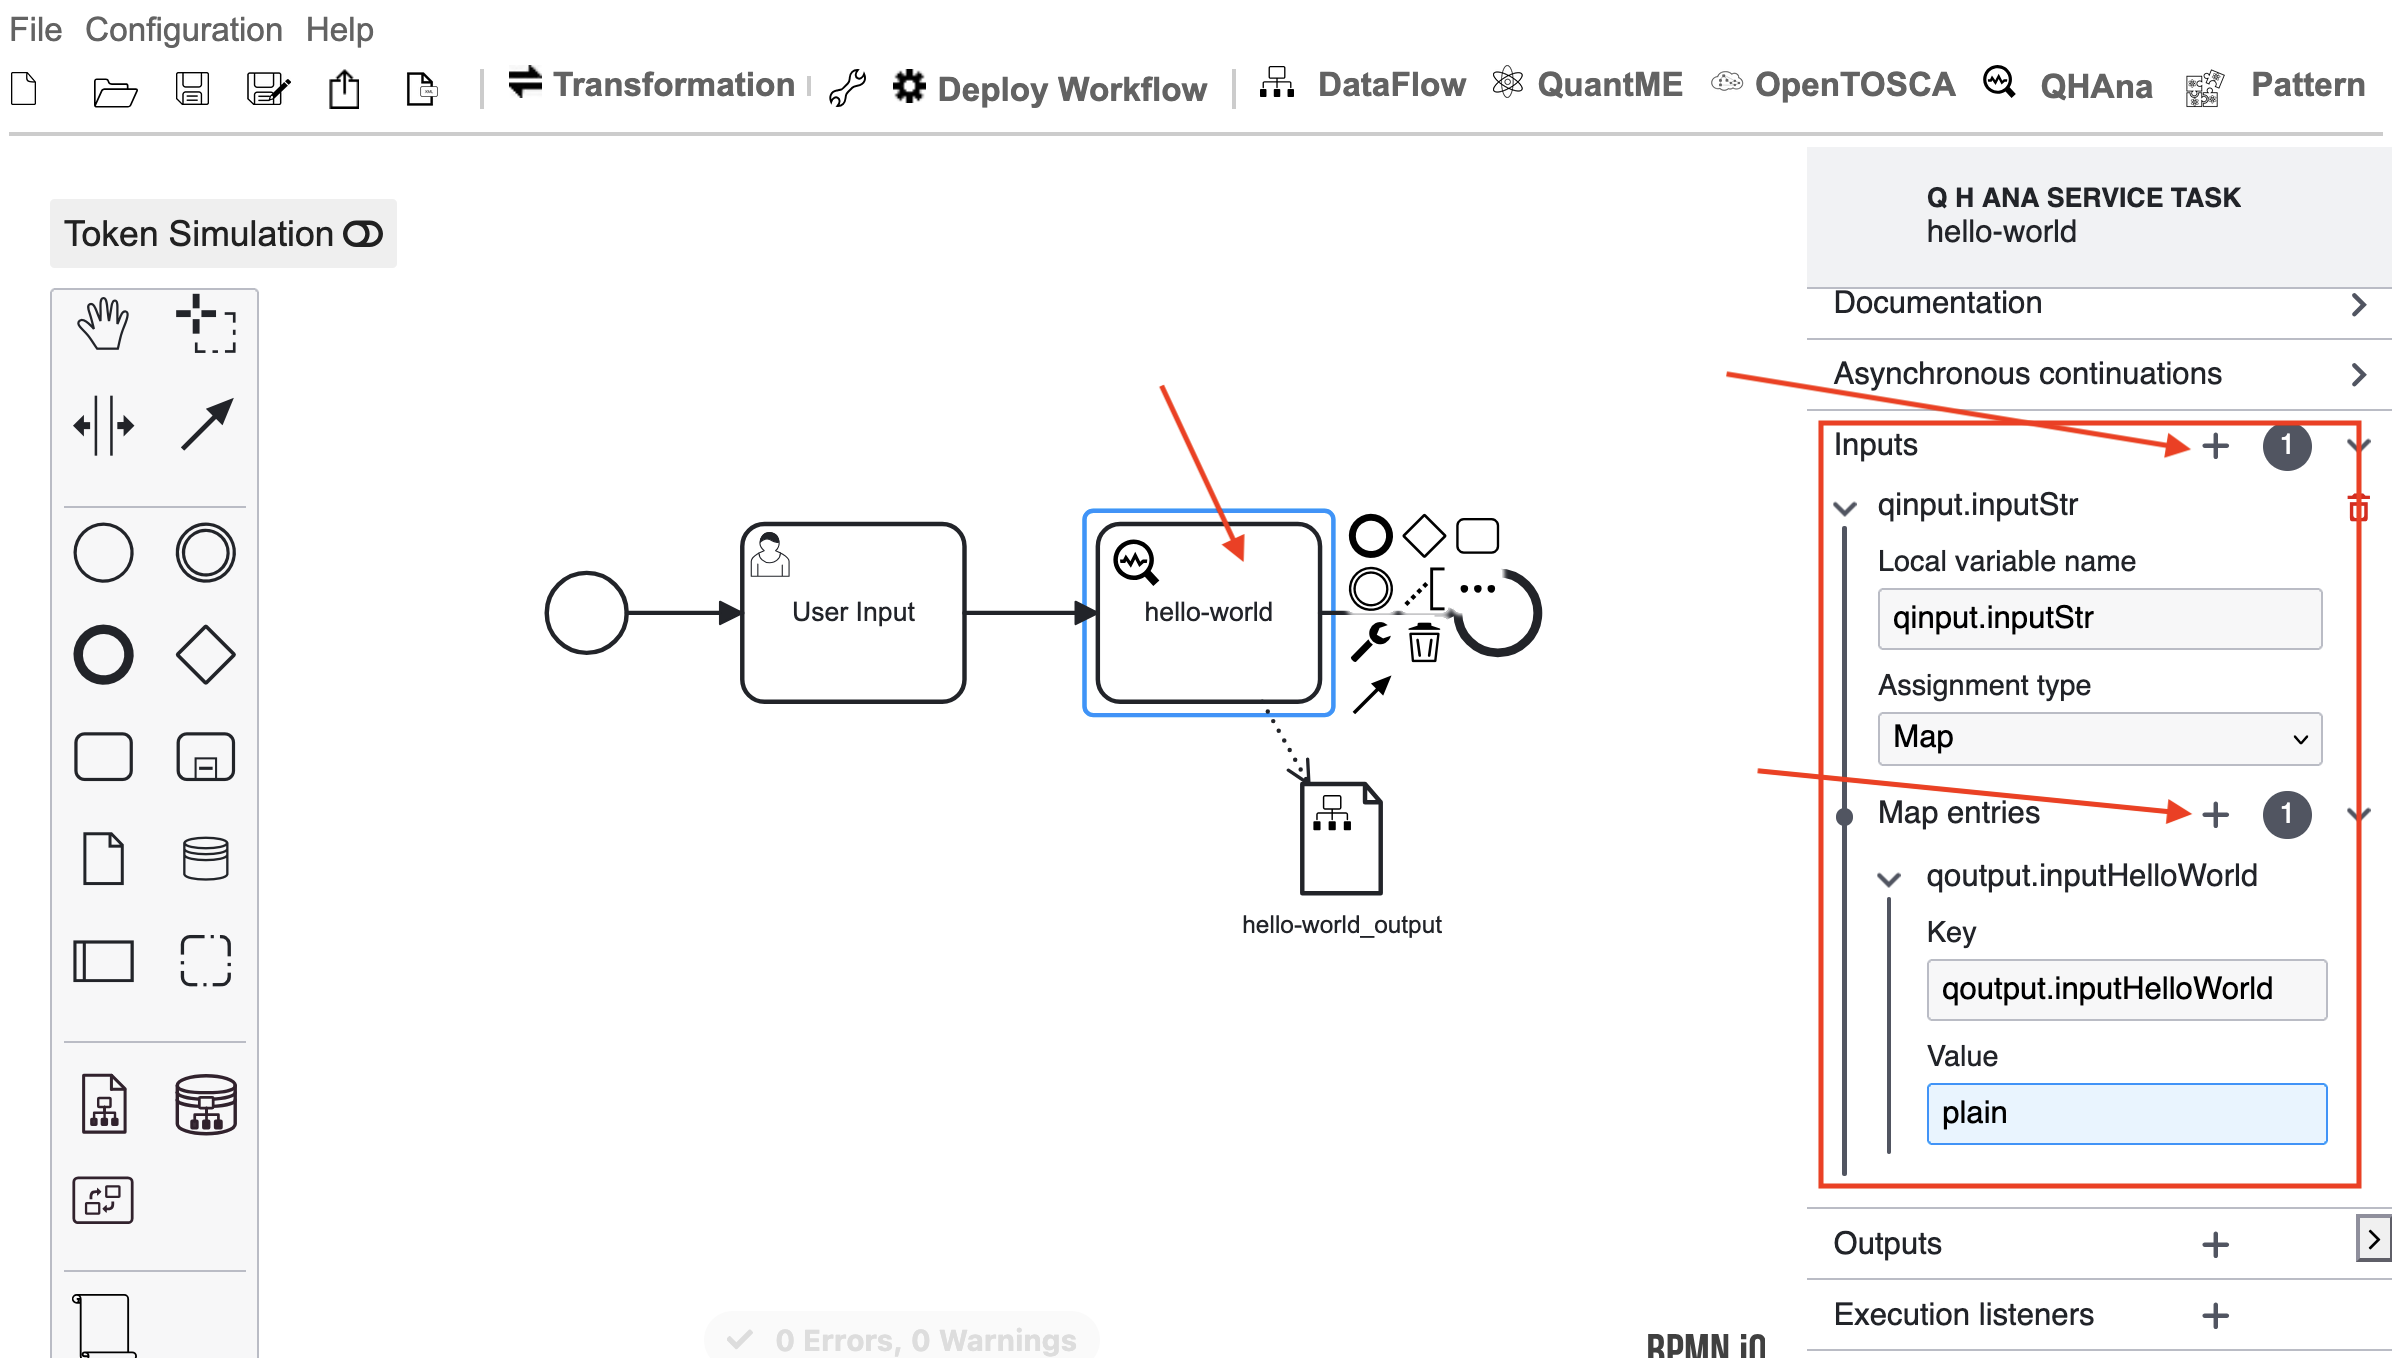 File Configuration Help
Transformation Deploy Workflow DataFlow QuantME OpenTOSCA QHAna Pattern
Token Simulation
User Input
hello-world
hello-world_output
0 Errors, 0 Warnings
BPMN.iO
Q H ANA SERVICE TASK
hello-world
Documentation
Asynchronous continuations
Inputs 1
qinput.inputStr
Local variable name
qinput.inputStr
Assignment type
Map
Map entries 1
qoutput.inputHelloWorld
Key
qoutput.inputHelloWorld
Value
plain
Outputs
Execution listeners